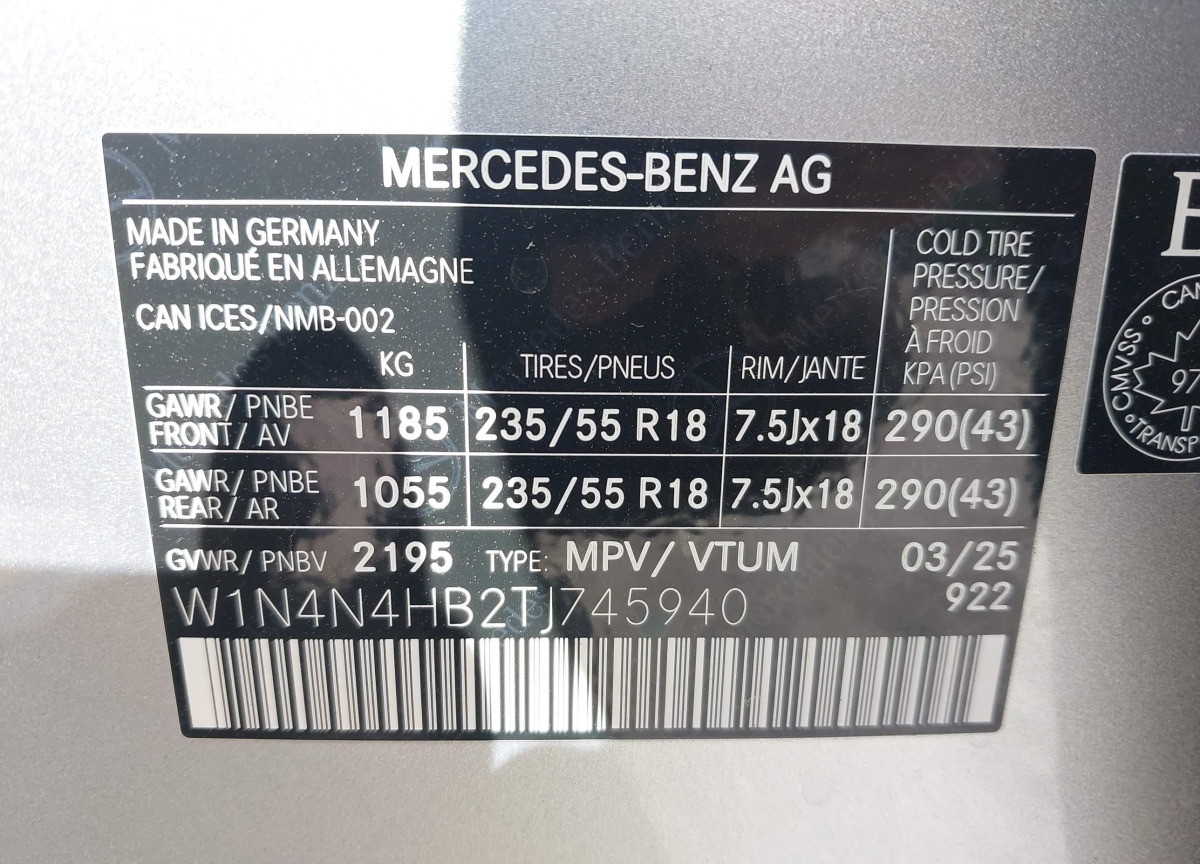 MERCEDES-BENZ AG
MADE IN GERMANY
FABRIQUÉ EN ALLEMAGNE
CAN ICES/NMB-002
COLD TIRE
PRESSURE/
PRESSION
À FROID
KPA (PSI)
KG TIRES/PNEUS RIM/JANTE
GAWR/ PNBE
FRONT/ AV 1185 235/55 R18 7.5Jx18 290(43)
GAWR/ PNBE
REAR/ AR 1055 235/55 R18 7.5Jx18 290(43)
GVWR/ PNBV 2195 TYPE: MPV/ VTUM 03/25
W1N4N4HB2TJ745940 922
CMVSS